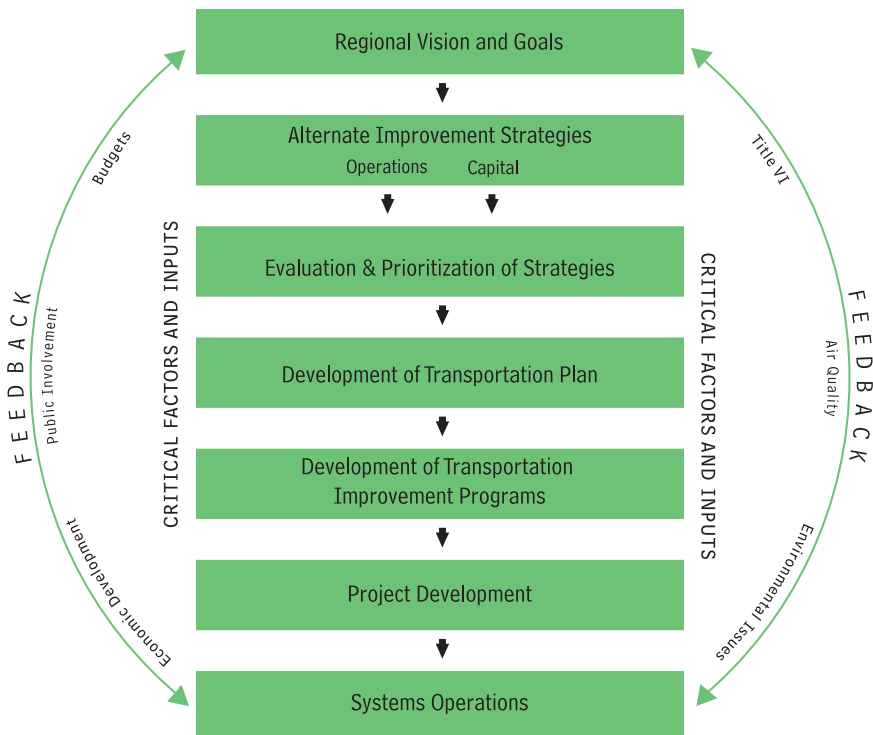 Regional Vision and Goals
Alternate Improvement Strategies
Operations Capital
Evaluation & Prioritization of Strategies
Development of Transportation Plan
Development of Transportation
Improvement Programs
Project Development
Systems Operations
FEEDBACK
Budgets
Public Involvement
Economic Development
CRITICAL FACTORS AND INPUTS
CRITICAL FACTORS AND INPUTS
Title VI
Air Quality
Environmental Issues
FEEDBACK